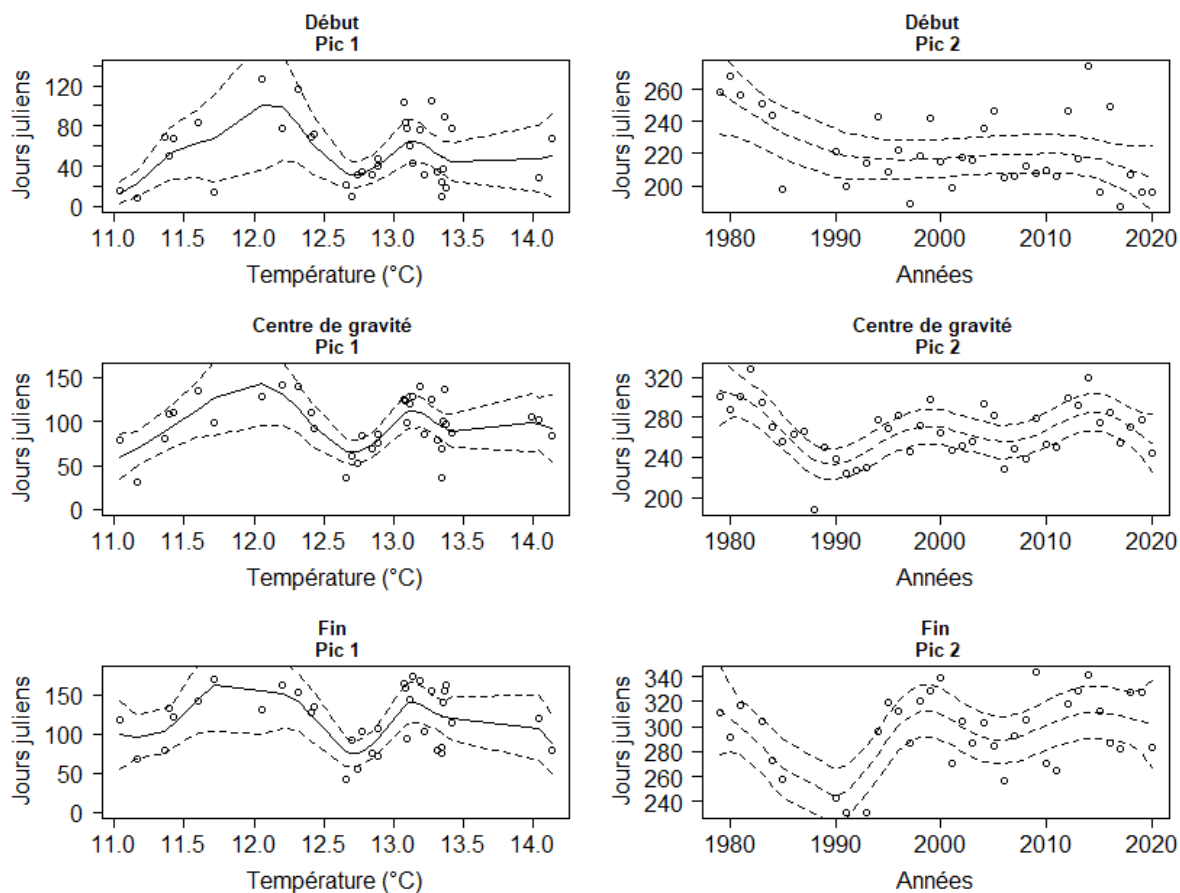 Début
Pic 1
Jours juliens
120
80
40
0
11.0 11.5 12.0 12.5 13.0 13.5 14.0
Température (°C)
Début
Pic 2
Jours juliens
260
240
220
200
1980 1990 2000 2010 2020
Années
Centre de gravité
Pic 1
Jours juliens
150
100
50
0
11.0 11.5 12.0 12.5 13.0 13.5 14.0
Température (°C)
Centre de gravité
Pic 2
Jours juliens
320
280
240
200
1980 1990 2000 2010 2020
Années
Fin
Pic 1
Jours juliens
150
100
50
0
11.0 11.5 12.0 12.5 13.0 13.5 14.0
Température (°C)
Fin
Pic 2
Jours juliens
340
320
300
280
260
240
1980 1990 2000 2010 2020
Années